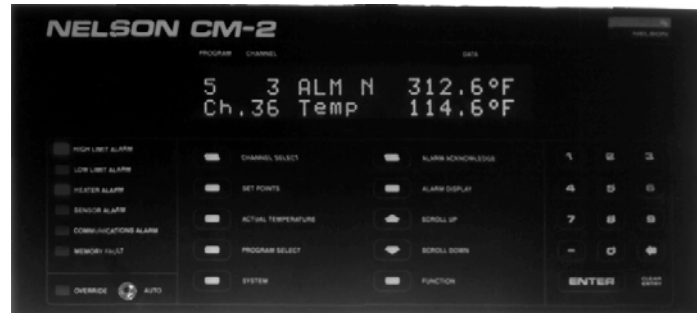 NELSON CM-2
NELSON
PROGRAM CHANNEL DATA
5 3 ALM N 312.6°F
Ch.36 Temp 114.6°F
HIGH LIMIT ALARM
LOW LIMIT ALARM
HEATER ALARM
SENSOR ALARM
COMMUNICATIONS ALARM
MEMORY FAULT
OVERRIDE AUTO
CHANNEL SELECT
SET POINTS
ACTUAL TEMPERATURE
PROGRAM SELECT
SYSTEM
ALARM ACKNOWLEDGE
ALARM DISPLAY
SCROLL UP
SCROLL DOWN
FUNCTION
1 2 3
4 5 6
7 8 9
- 0
ENTER CLEAR
ENTRY